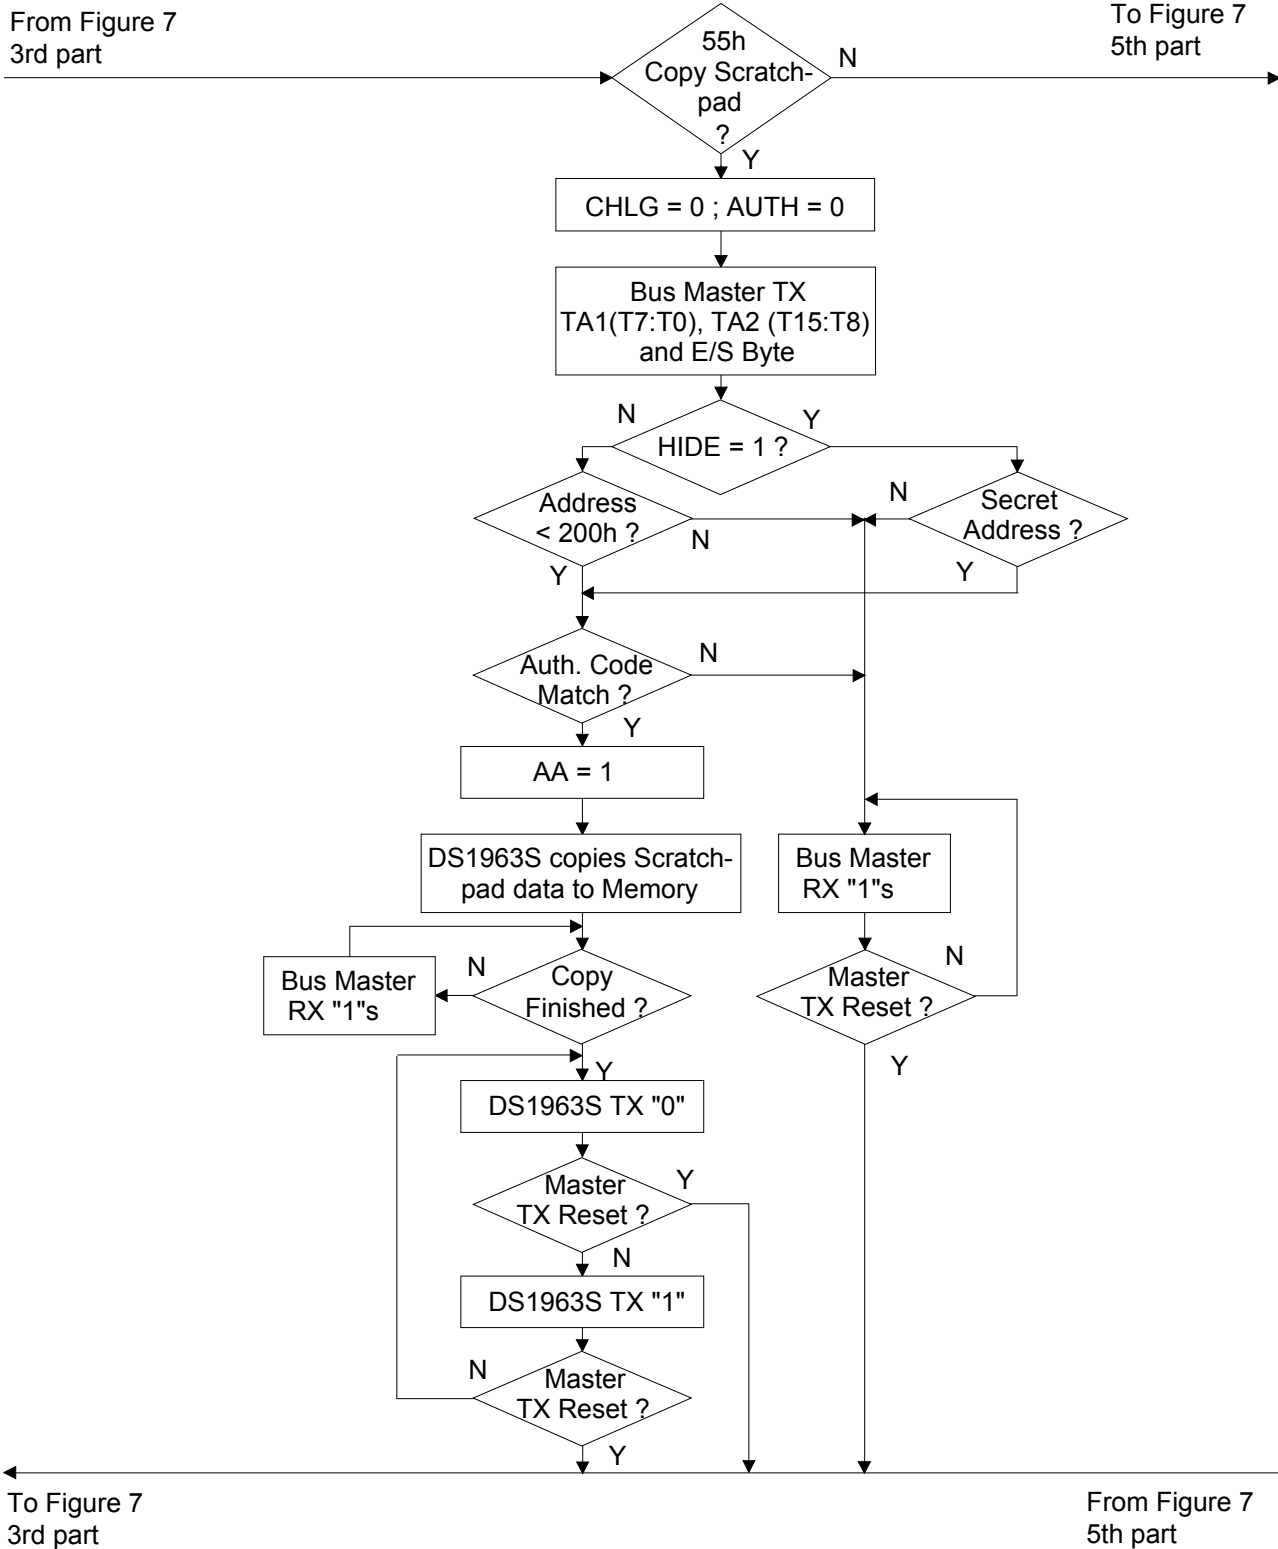 From Figure 7
3rd part
To Figure 7
5th part
55h
Copy Scratch-
pad
?
N
Y
CHLG = 0 ; AUTH = 0
Bus Master TX
TA1(T7:T0), TA2 (T15:T8)
and E/S Byte
N
HIDE = 1 ?
Y
Address
< 200h ?
N
Y
N
Secret
Address ?
Y
Auth. Code
Match ?
N
Y
AA = 1
DS1963S copies Scratch-
pad data to Memory
Bus Master
RX "1"s
Bus Master
RX "1"s
N
Copy
Finished ?
Y
Master
TX Reset ?
N
Y
DS1963S TX "0"
Master
TX Reset ?
Y
N
DS1963S TX "1"
N
Master
TX Reset ?
Y
To Figure 7
3rd part
From Figure 7
5th part